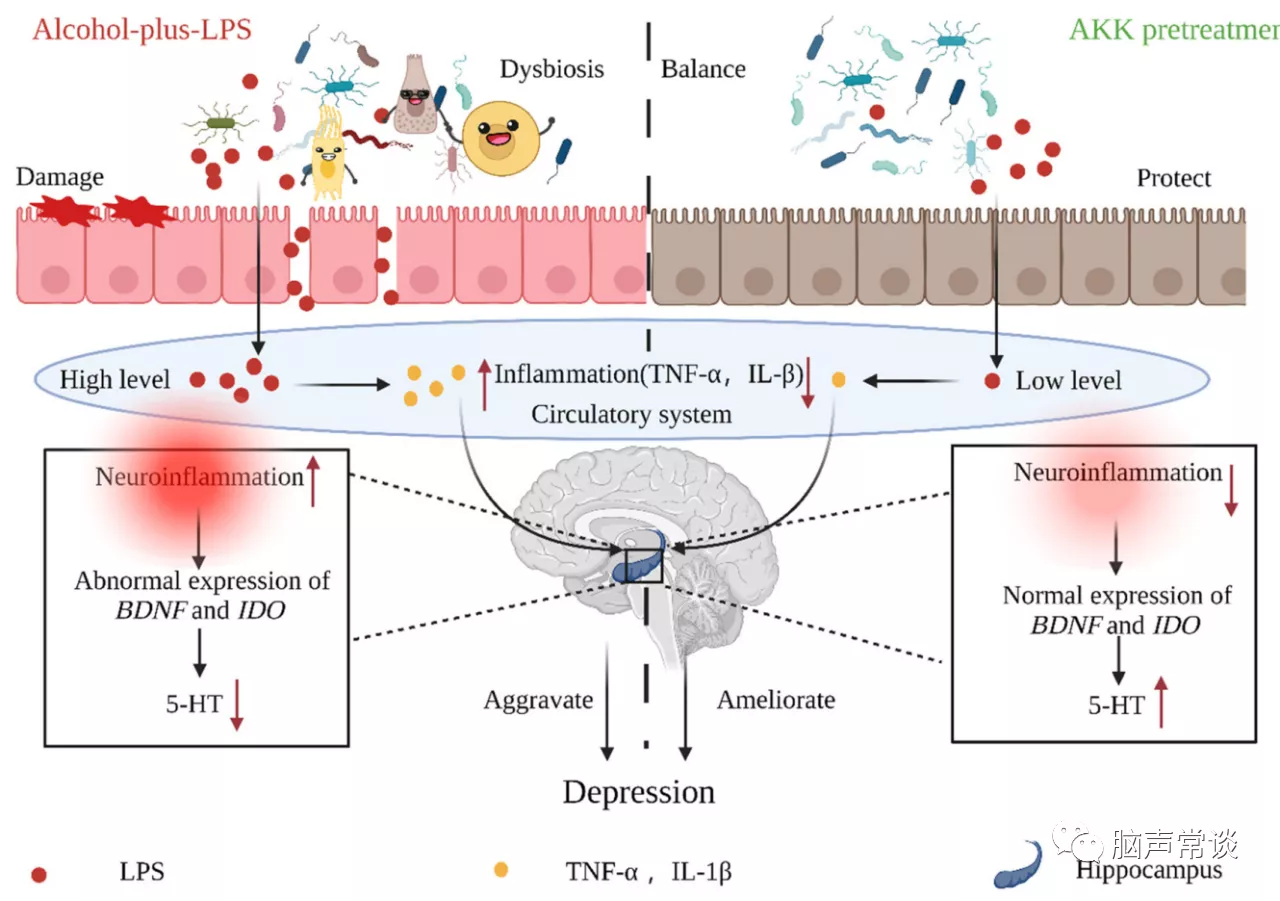 Alcohol-plus-LPS
AKK pretreatmen
Dysbiosis
Balance
Damage
Protect
High level
Inflammation(TNF-α，IL-β)
Low level
Circulatory system
Neuroinflammation
Abnormal expression of
BDNF and IDO
5-HT
Neuroinflammation
Normal expression of
BDNF and IDO
5-HT
Aggravate
Ameliorate
Depression
LPS
TNF-α，IL-1β
Hippocampus
脑声常谈